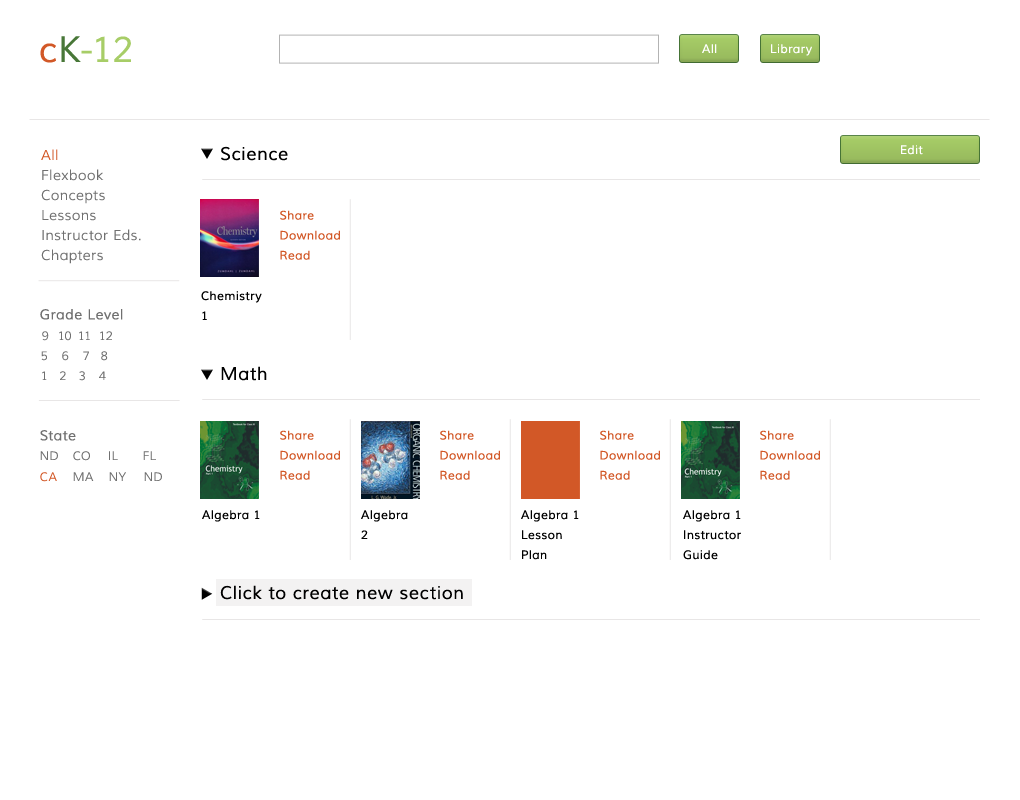 cK-12
All
Library
All
Flexbook
Concepts
Lessons
Instructor Eds.
Chapters
Grade Level
9 10 11 12
5 6 7 8
1 2 3 4
State
ND CO IL FL
CA MA NY ND
Science
Edit
Chemistry
Share
Download
Read
Chemistry
1
Math
Chemistry
Share
Download
Read
Algebra 1
ORGANIC CHEMISTRY
Share
Download
Read
Algebra
2
Share
Download
Read
Algebra 1
Lesson
Plan
Chemistry
Share
Download
Read
Algebra 1
Instructor
Guide
Click to create new section